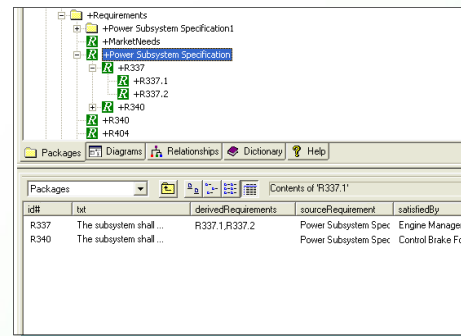 +Requirements
+Power Subsystem Specification1
+MarketNeeds
+Power Subsystem Specification
+R337
+R337.1
+R337.2
+R340
+R340
+R404
Packages Diagrams Relationships Dictionary Help
Packages Contents of 'R337.1'
id# txt derivedRequirements sourceRequirement satisfiedBy
R337 The subsystem shall ... R337.1,R337.2 Power Subsystem Spec Engine Manager
R340 The subsystem shall ... Power Subsystem Spec Control Brake Fo